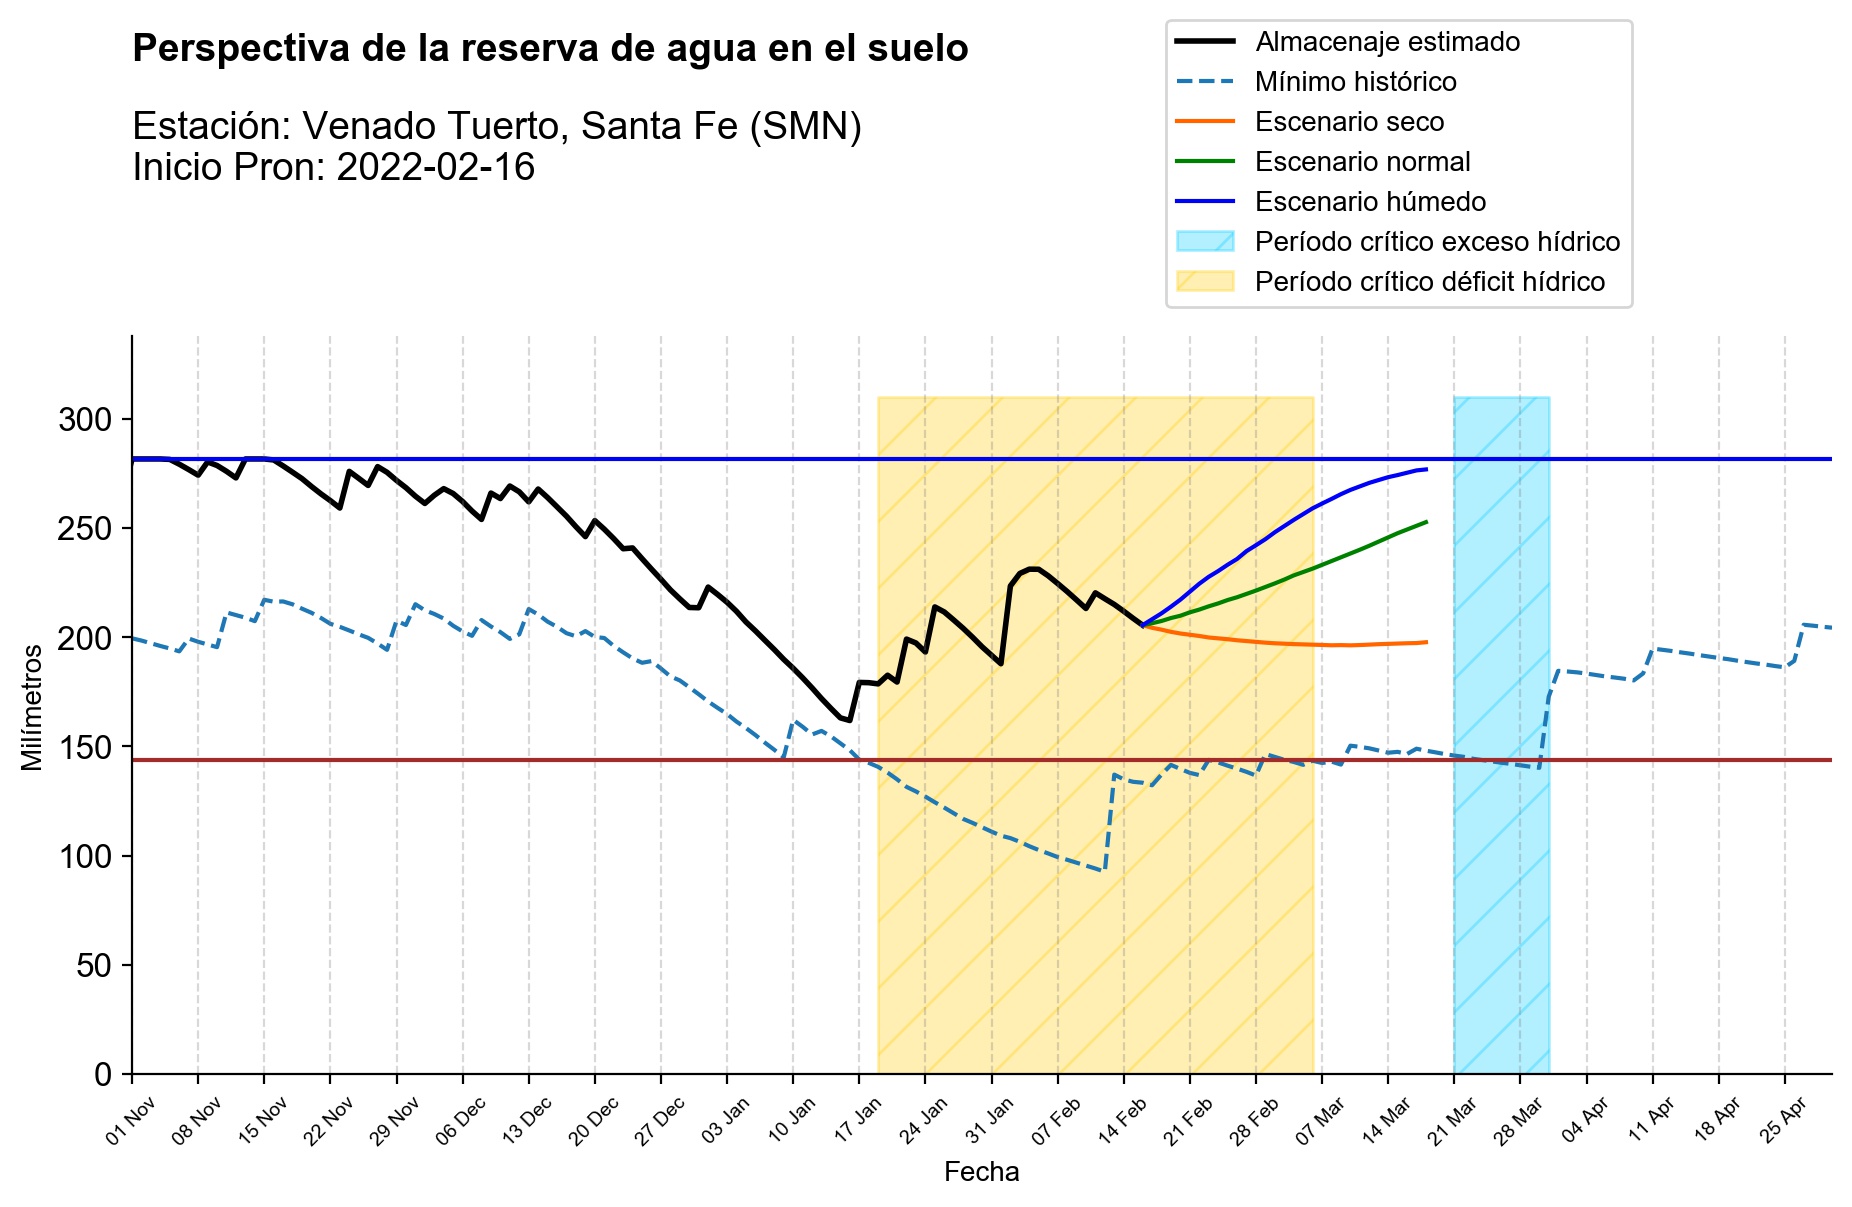 Perspectiva de la reserva de agua en el suelo
Estación: Venado Tuerto, Santa Fe (SMN)
Inicio Pron: 2022-02-16
Almacenaje estimado
Mínimo histórico
Escenario seco
Escenario normal
Escenario húmedo
Período crítico exceso hídrico
Período crítico déficit hídrico
Milímetros
300
250
200
150
100
50
0
01 Nov
08 Nov
15 Nov
22 Nov
29 Nov
06 Dec
13 Dec
20 Dec
27 Dec
03 Jan
10 Jan
17 Jan
24 Jan
31 Jan
07 Feb
14 Feb
21 Feb
28 Feb
07 Mar
14 Mar
21 Mar
28 Mar
04 Apr
11 Apr
18 Apr
25 Apr
Fecha